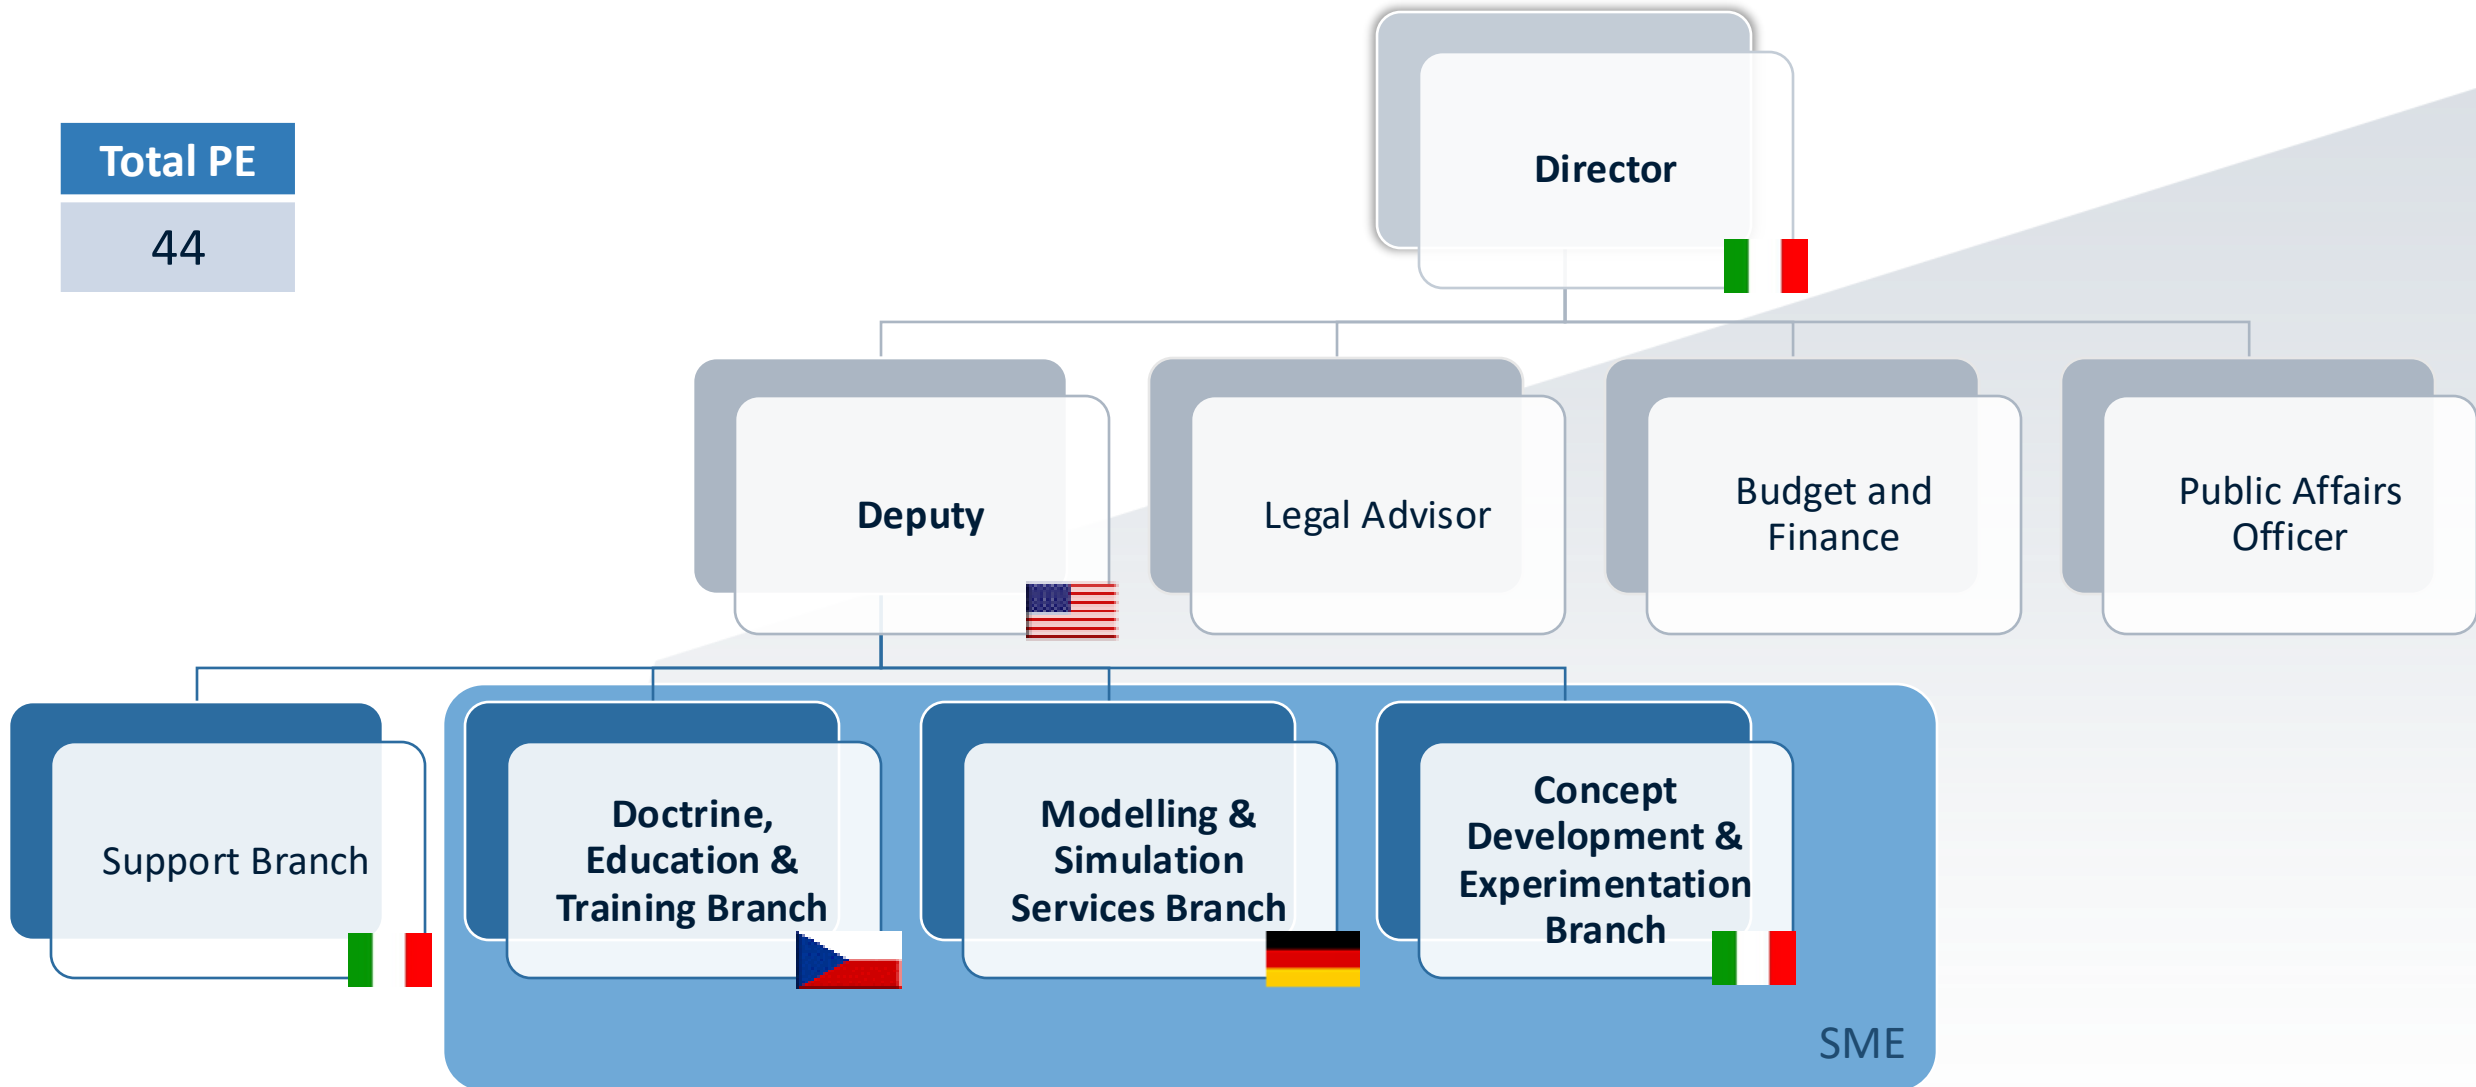 Total PE
44
Director
Deputy
Legal Advisor
Budget and
Finance
Public Affairs
Officer
Support Branch
Doctrine,
Education &
Training Branch
Modelling &
Simulation
Services Branch
Concept
Development &
Experimentation
Branch
SME